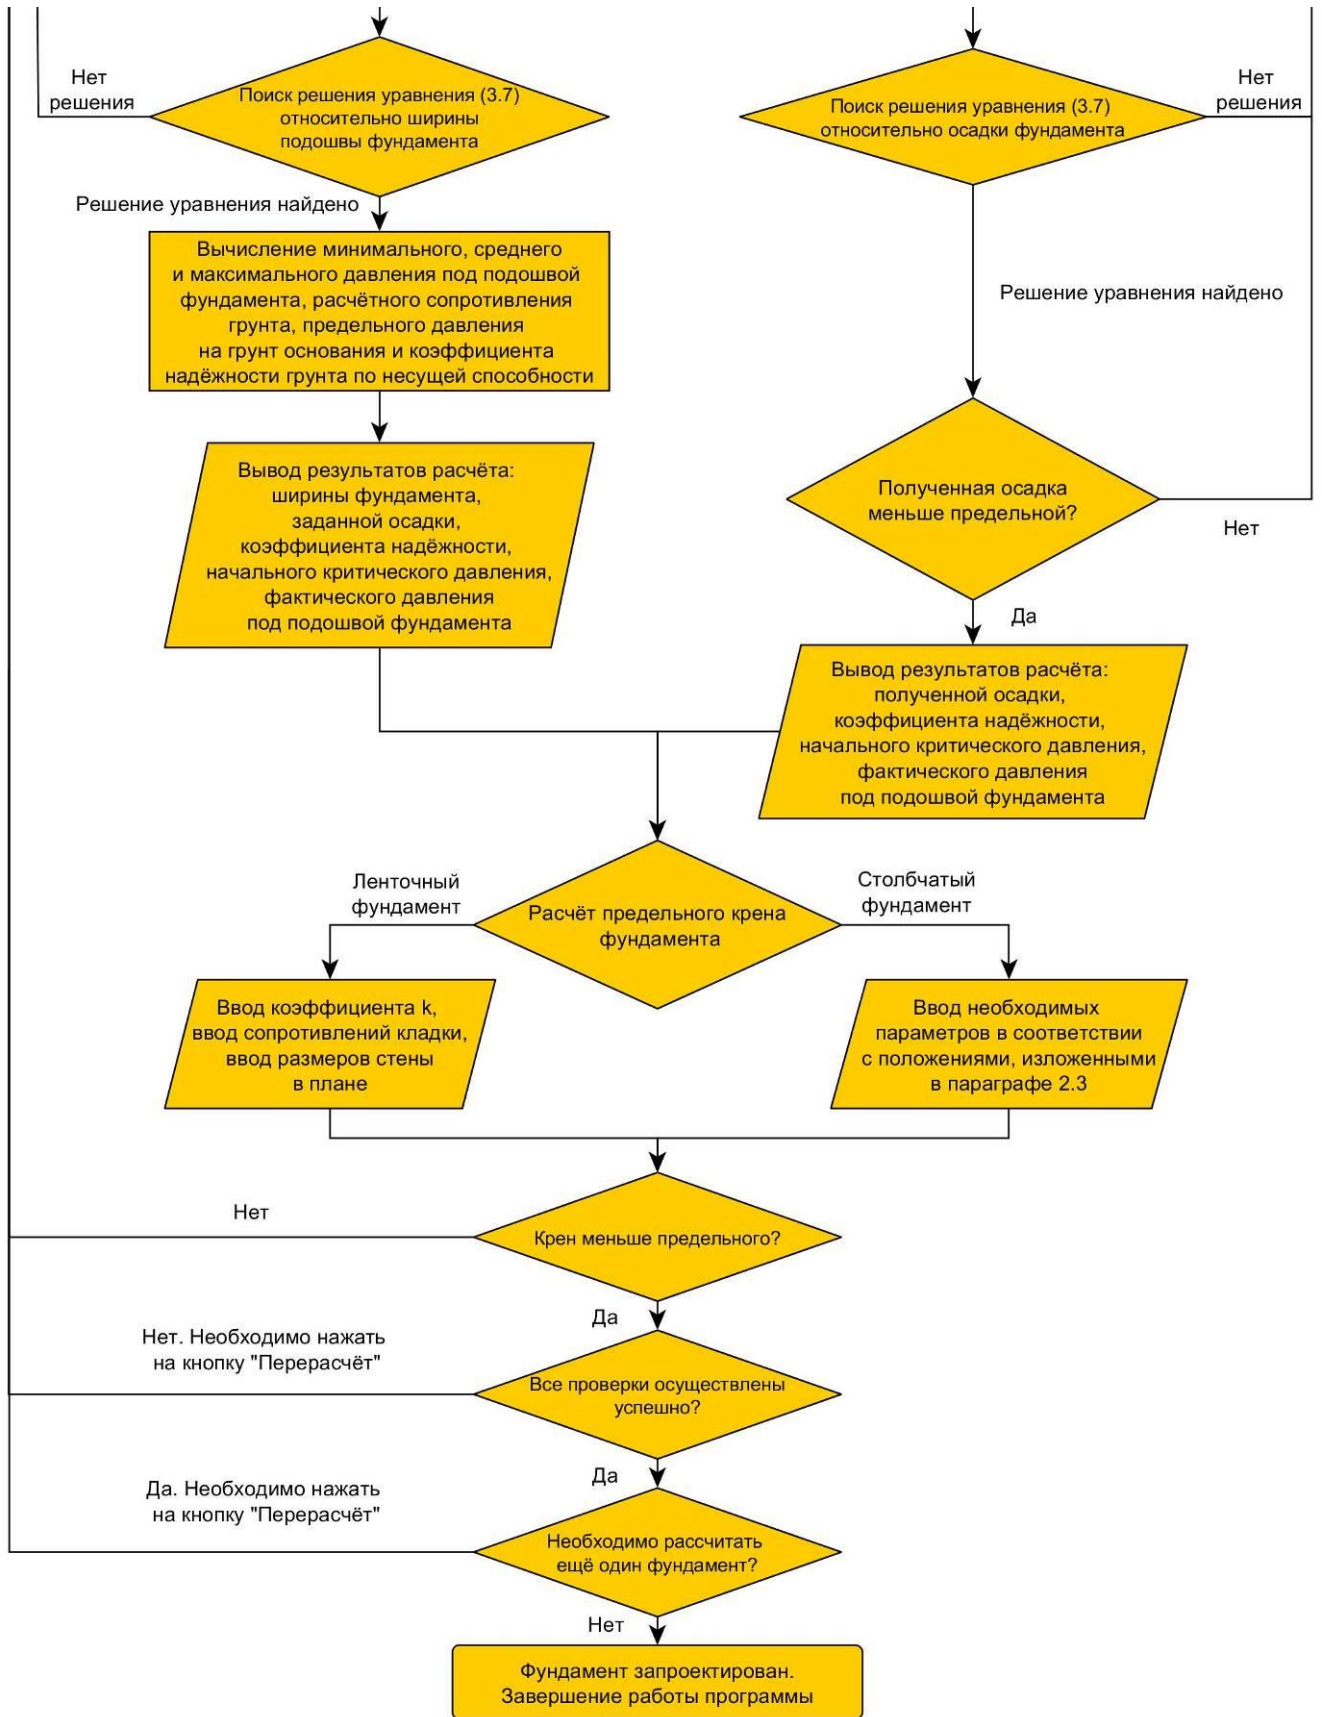 Нет
решения
Поиск решения уравнения (3.7)
относительно ширины
подошвы фундамента
Поиск решения уравнения (3.7)
относительно осадки фундамента
Нет
решения
Решение уравнения найдено
Вычисление минимального, среднего
и максимального давления под подошвой
фундамента, расчётного сопротивления
грунта, предельного давления
на грунт основания и коэффициента
надёжности грунта по несущей способности
Решение уравнения найдено
Вывод результатов расчёта:
ширины фундамента,
заданной осадки,
коэффициента надёжности,
начального критического давления,
фактического давления
под подошвой фундамента
Полученная осадка
меньше предельной?
Нет
Да
Вывод результатов расчёта:
полученной осадки,
коэффициента надёжности,
начального критического давления,
фактического давления
под подошвой фундамента
Ленточный
фундамент
Расчёт предельного крена
фундамента
Столбчатый
фундамент
Ввод коэффициента k,
ввод сопротивлений кладки,
ввод размеров стены
в плане
Ввод необходимых
параметров в соответствии
с положениями, изложенными
в параграфе 2.3
Нет
Крен меньше предельного?
Да
Нет. Необходимо нажать
на кнопку "Перерасчёт"
Все проверки осуществлены
успешно?
Да
Да. Необходимо нажать
на кнопку "Перерасчёт"
Необходимо рассчитать
ещё один фундамент?
Нет
Фундамент запроектирован.
Завершение работы программы